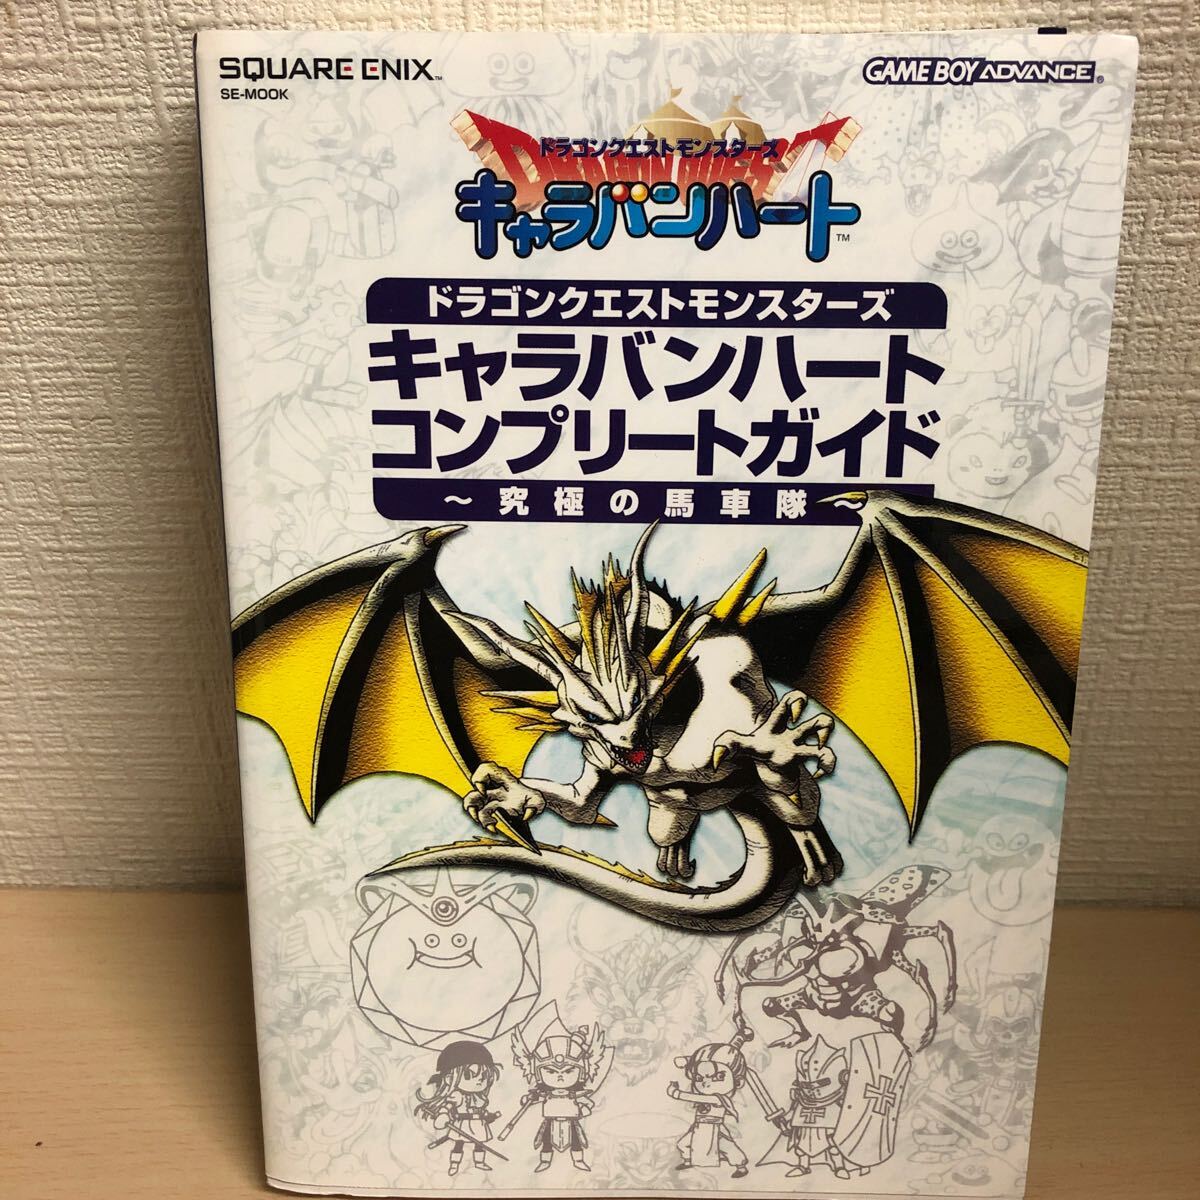 SQUARE ENIX™
SE-MOOK
GAME BOY ADVANCE®
DRAGON QUEST
ドラゴンクエストモンスターズ
キャラバンハート™
ドラゴンクエストモンスターズ
キャラバンハート
コンプリートガイド
～究極の馬車隊～